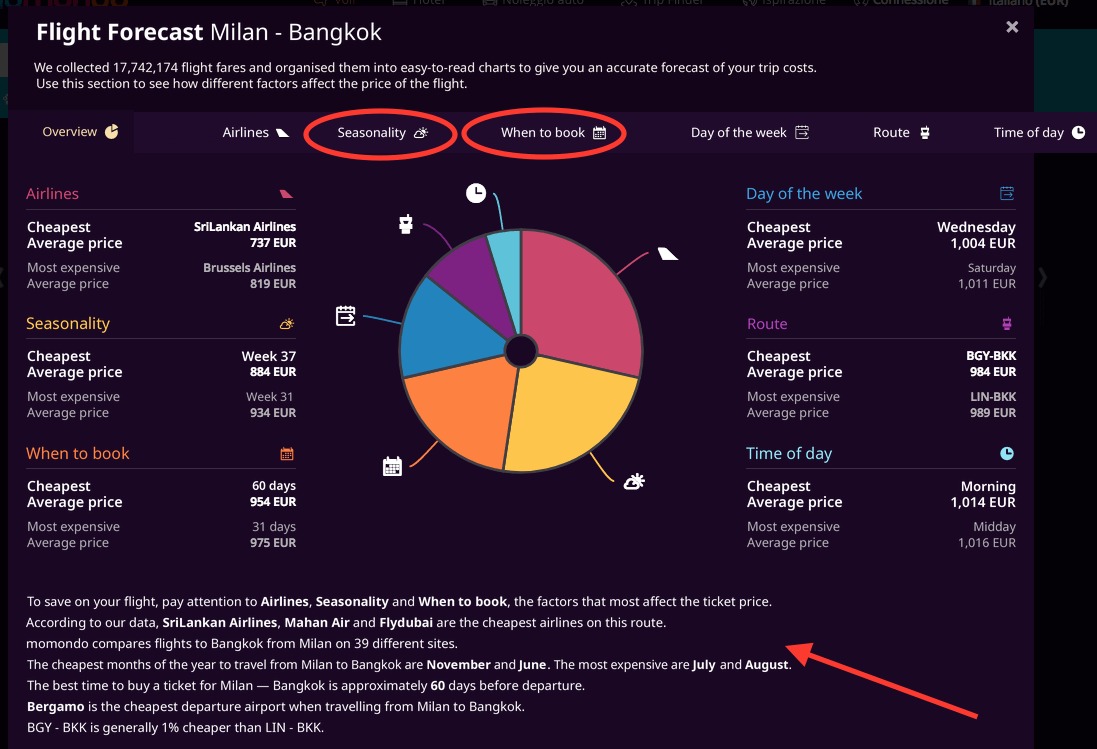 Hotel
Noleggio auto
Trip Finder
Ispirazione
Connessione
Italiano (EUR)
Flight Forecast Milan - Bangkok
We collected 17,742,174 flight fares and organised them into easy-to-read charts to give you an accurate forecast of your trip costs.
Use this section to see how different factors affect the price of the flight.
Overview
Airlines
Seasonality
When to book
Day of the week
Route
Time of day
Airlines
Cheapest SriLankan Airlines
Average price 737 EUR
Most expensive Brussels Airlines
Average price 819 EUR
Seasonality
Cheapest Week 37
Average price 884 EUR
Most expensive Week 31
Average price 934 EUR
When to book
Cheapest 60 days
Average price 954 EUR
Most expensive 31 days
Average price 975 EUR
Day of the week
Cheapest Wednesday
Average price 1,004 EUR
Most expensive Saturday
Average price 1,011 EUR
Route
Cheapest BGY-BKK
Average price 984 EUR
Most expensive LIN-BKK
Average price 989 EUR
Time of day
Cheapest Morning
Average price 1,014 EUR
Most expensive Midday
Average price 1,016 EUR
To save on your flight, pay attention to Airlines, Seasonality and When to book, the factors that most affect the ticket price.
According to our data, SriLankan Airlines, Mahan Air and Flydubai are the cheapest airlines on this route.
momondo compares flights to Bangkok from Milan on 39 different sites.
The cheapest months of the year to travel from Milan to Bangkok are November and June. The most expensive are July and August.
The best time to buy a ticket for Milan — Bangkok is approximately 60 days before departure.
Bergamo is the cheapest departure airport when travelling from Milan to Bangkok.
BGY - BKK is generally 1% cheaper than LIN - BKK.